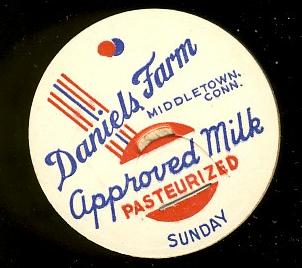 Daniels Farm
MIDDLETOWN,
CONN.
Approved Milk
PASTEURIZED
SUNDAY